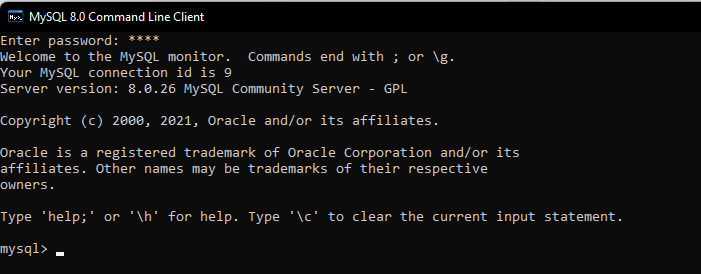 MySQL 8.0 Command Line Client
Enter password: ****
Welcome to the MySQL monitor.  Commands end with ; or \g.
Your MySQL connection id is 9
Server version: 8.0.26 MySQL Community Server - GPL
Copyright (c) 2000, 2021, Oracle and/or its affiliates.
Oracle is a registered trademark of Oracle Corporation and/or its
affiliates. Other names may be trademarks of their respective
owners.
Type 'help;' or '\h' for help. Type '\c' to clear the current input statement.
mysql> _